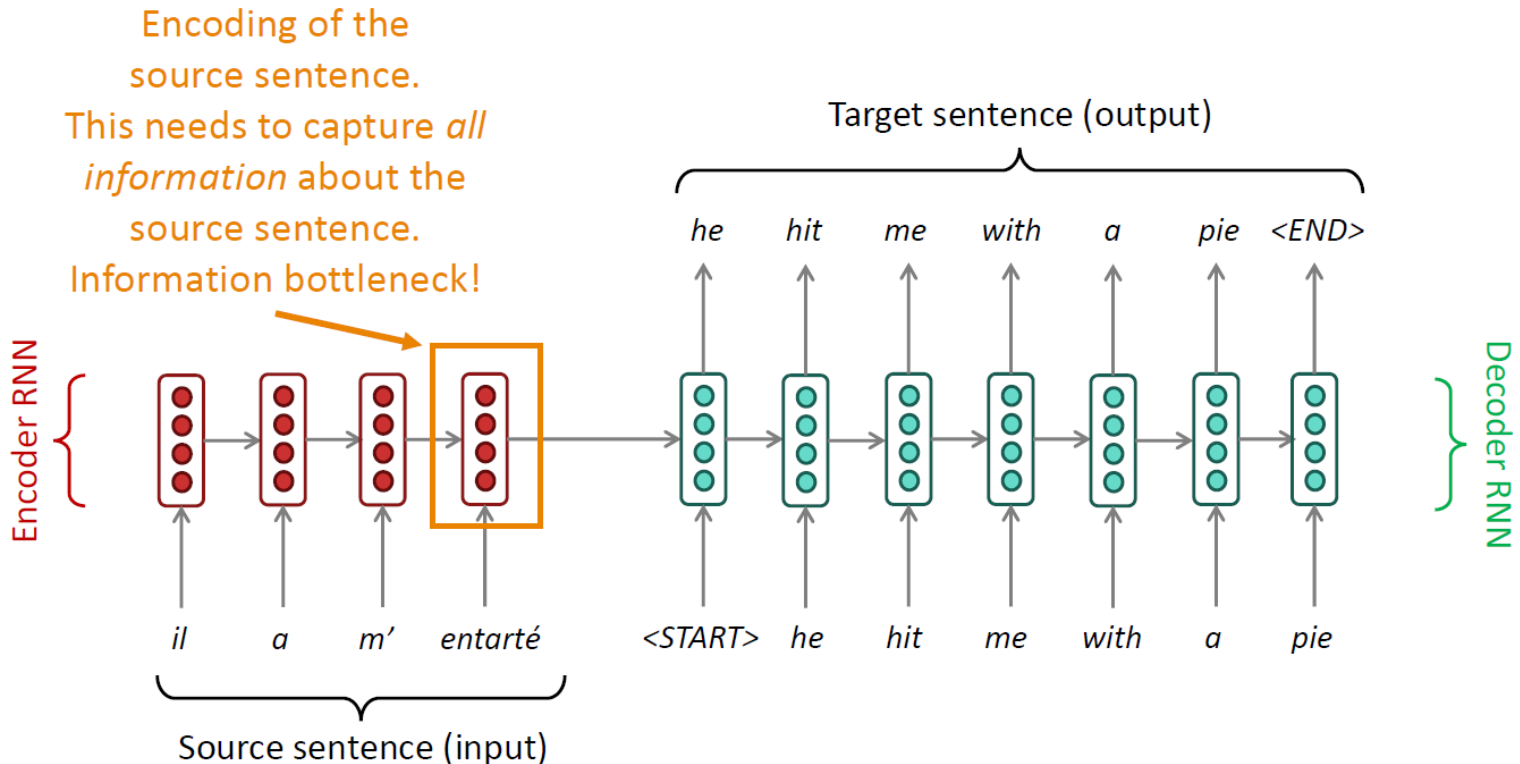 Encoding of the
source sentence.
This needs to capture all
information about the
source sentence.
Information bottleneck!
Target sentence (output)
he hit me with a pie <END>
Encoder RNN
Decoder RNN
il a m’ entarté
<START> he hit me with a pie
Source sentence (input)